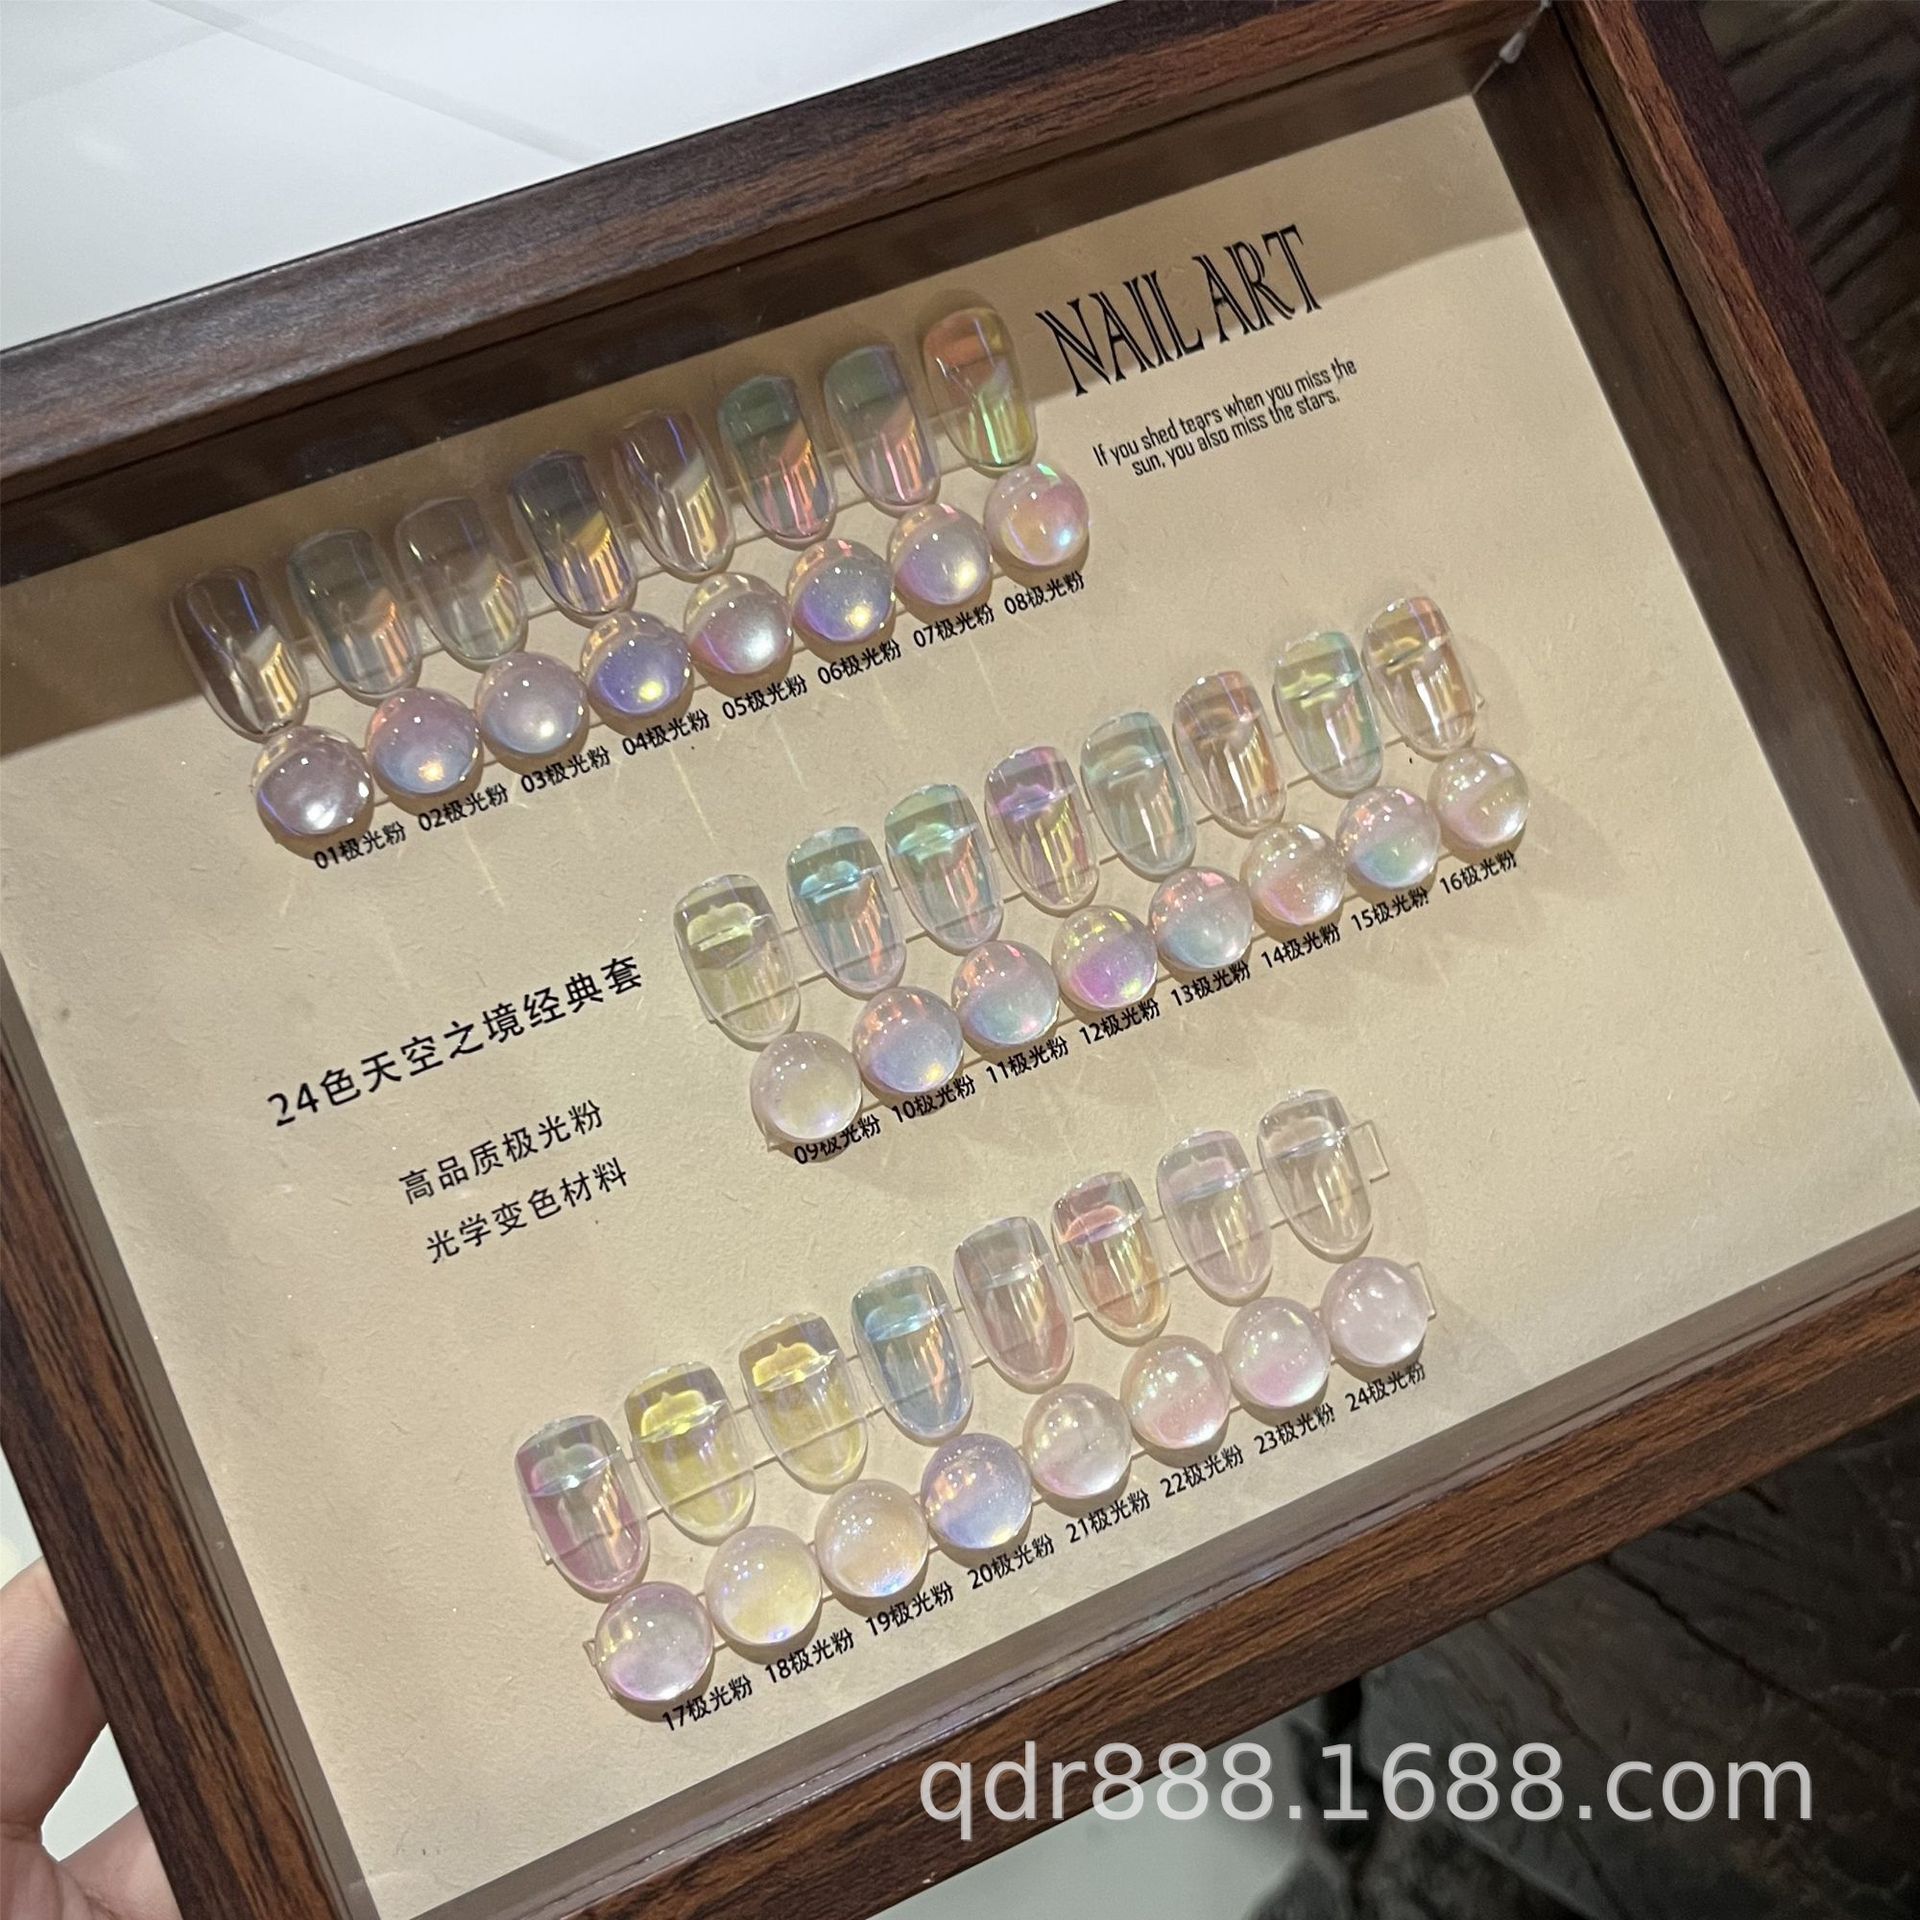 NAIL ART
If you shed tears when you miss the
sun, you also miss the stars.
01极光粉 02极光粉 03极光粉 04极光粉 05极光粉 06极光粉 07极光粉 08极光粉
24色天空之境经典套
高品质极光粉
光学变色材料
09极光粉 10极光粉 11极光粉 12极光粉 13极光粉 14极光粉 15极光粉 16极光粉
17极光粉 18极光粉 19极光粉 20极光粉 21极光粉 22极光粉 23极光粉 24极光粉
qdr888.1688.com